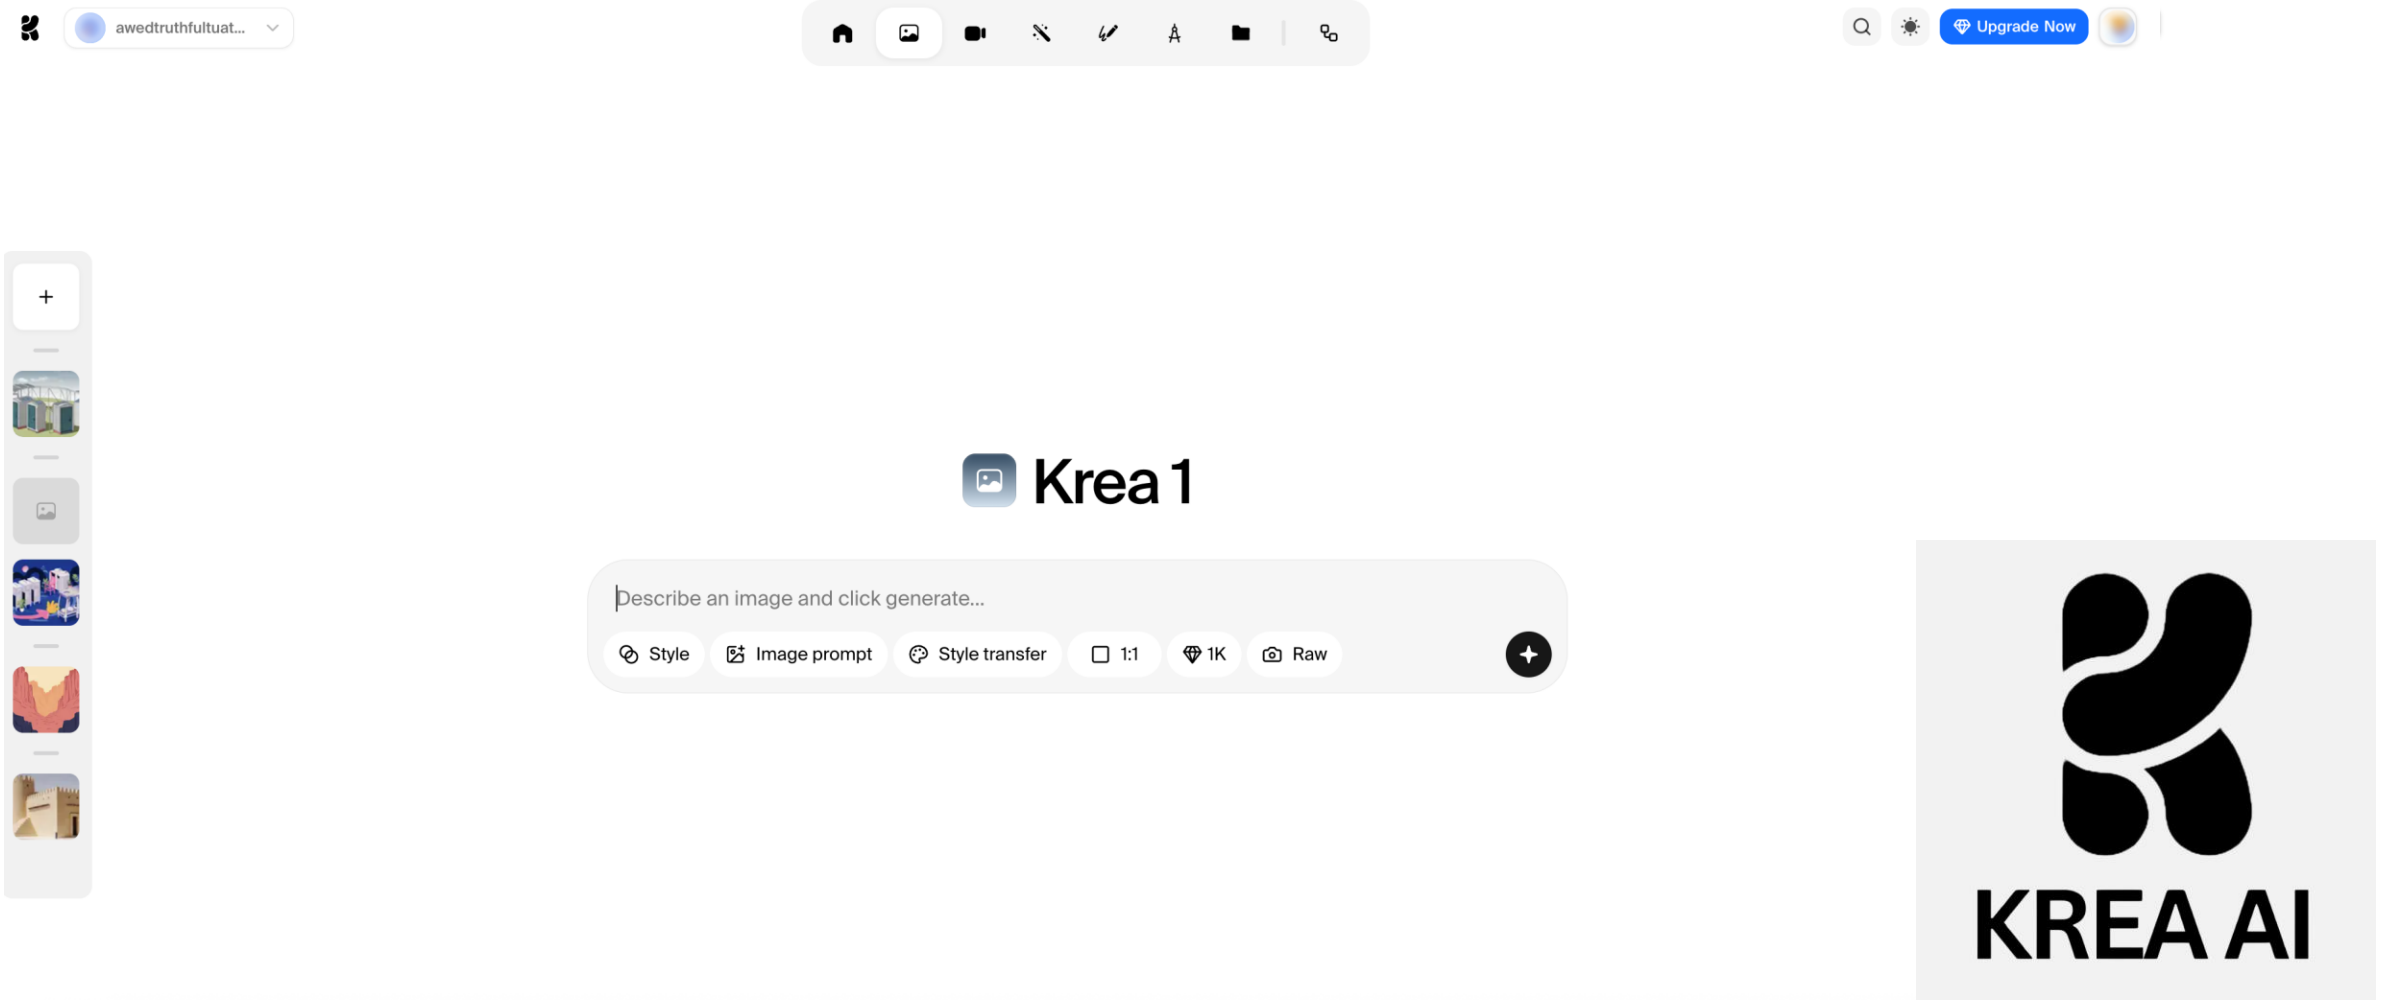 awedtruthfultuat...
Upgrade Now
Krea 1
Describe an image and click generate...
Style
Image prompt
Style transfer
1:1
1K
Raw
KREA AI